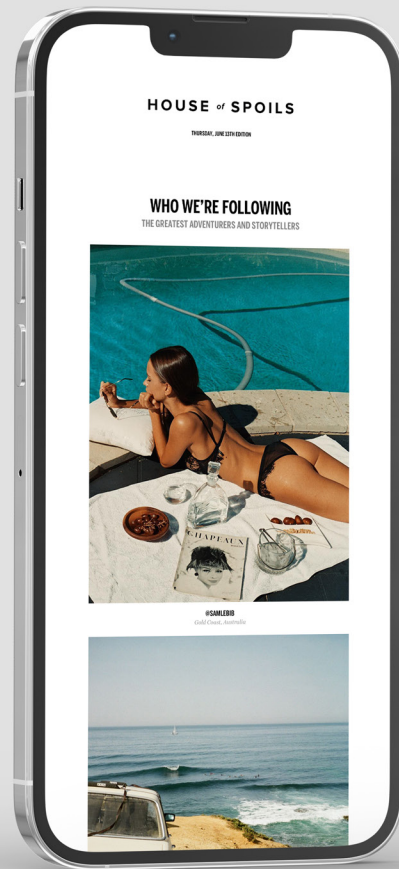 HOUSE of SPOILS
THURSDAY, JUNE 13TH EDITION
WHO WE'RE FOLLOWING
THE GREATEST ADVENTURERS AND STORYTELLERS
CHAPEAUX
@SAMLEBIB
Gold Coast, Australia